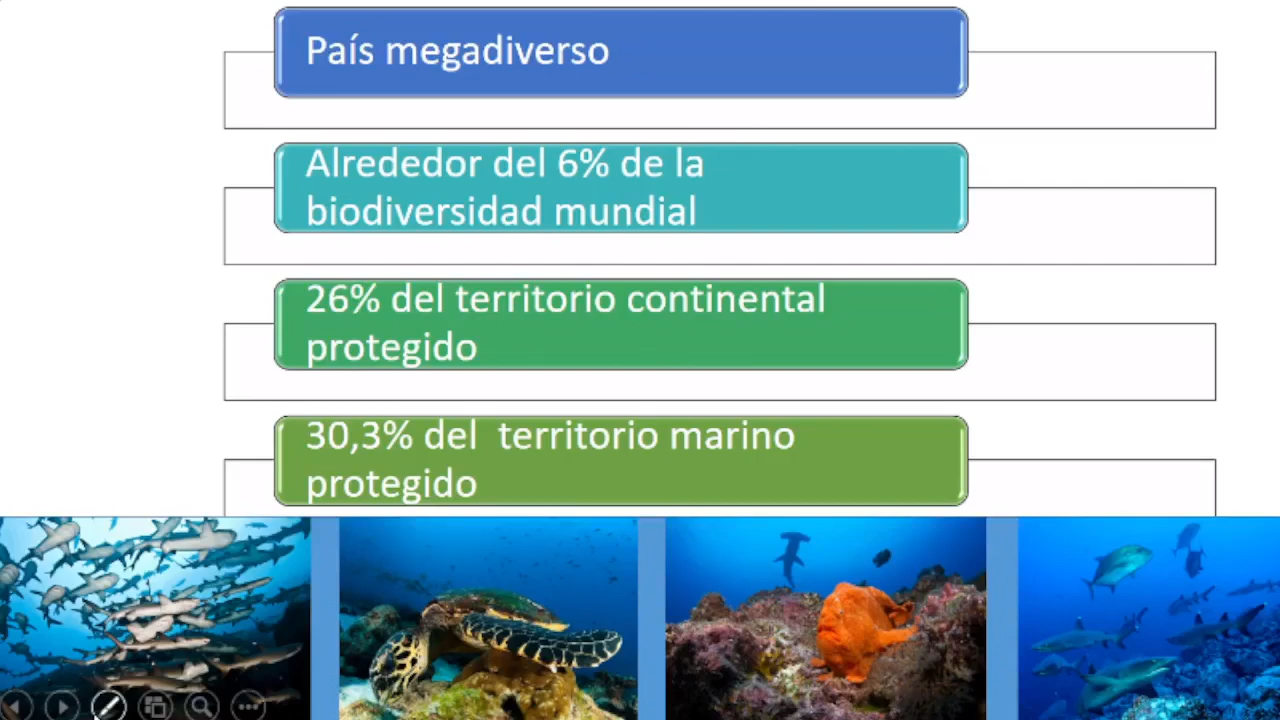 País megadiverso
Alrededor del 6% de la
biodiversidad mundial
26% del territorio continental
protegido
30,3% del  territorio marino
protegido